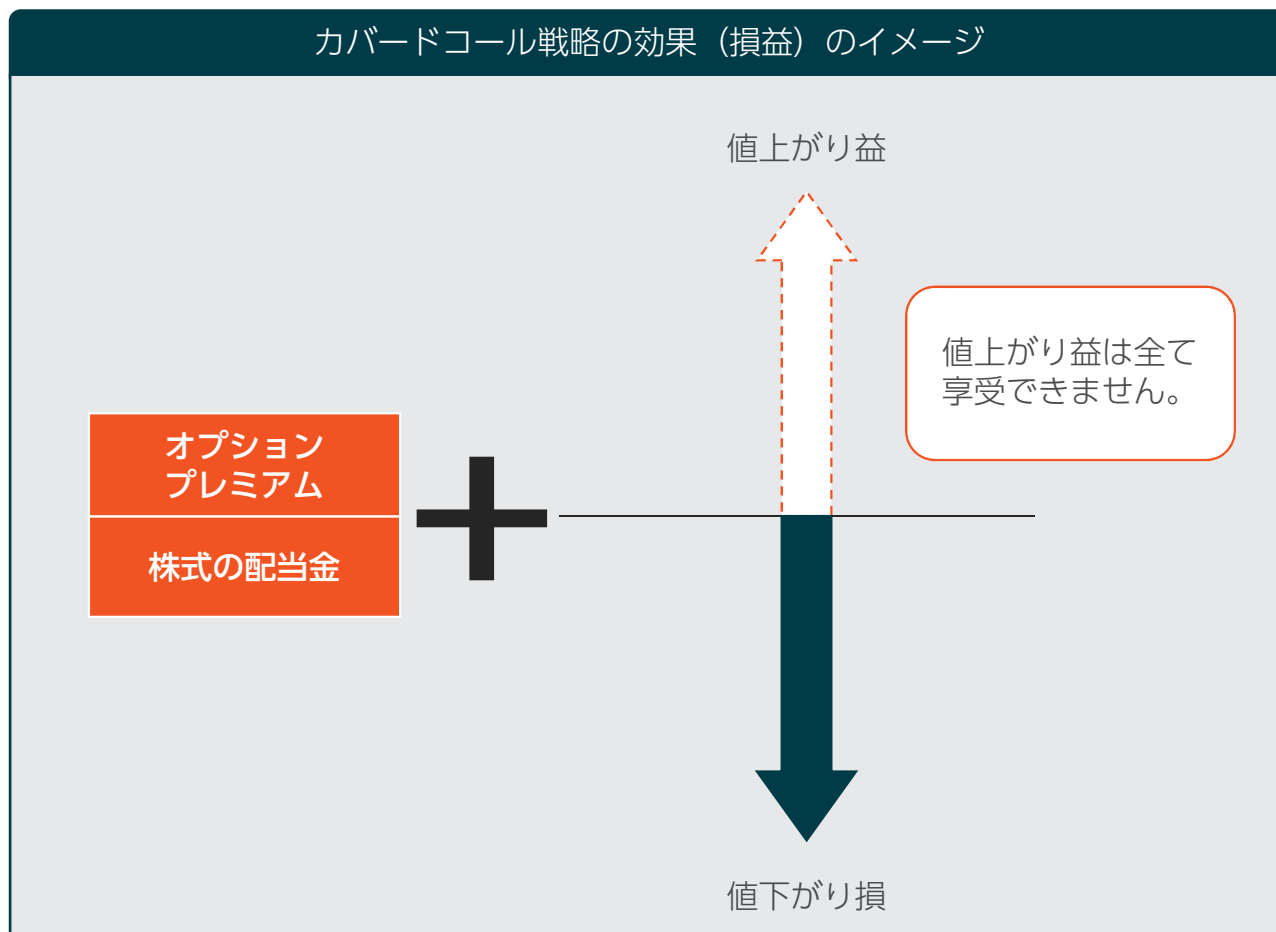 カバードコール戦略の効果（損益）のイメージ
値上がり益
値上がり益は全て
享受できません。
オプション
プレミアム
株式の配当金
値下がり損